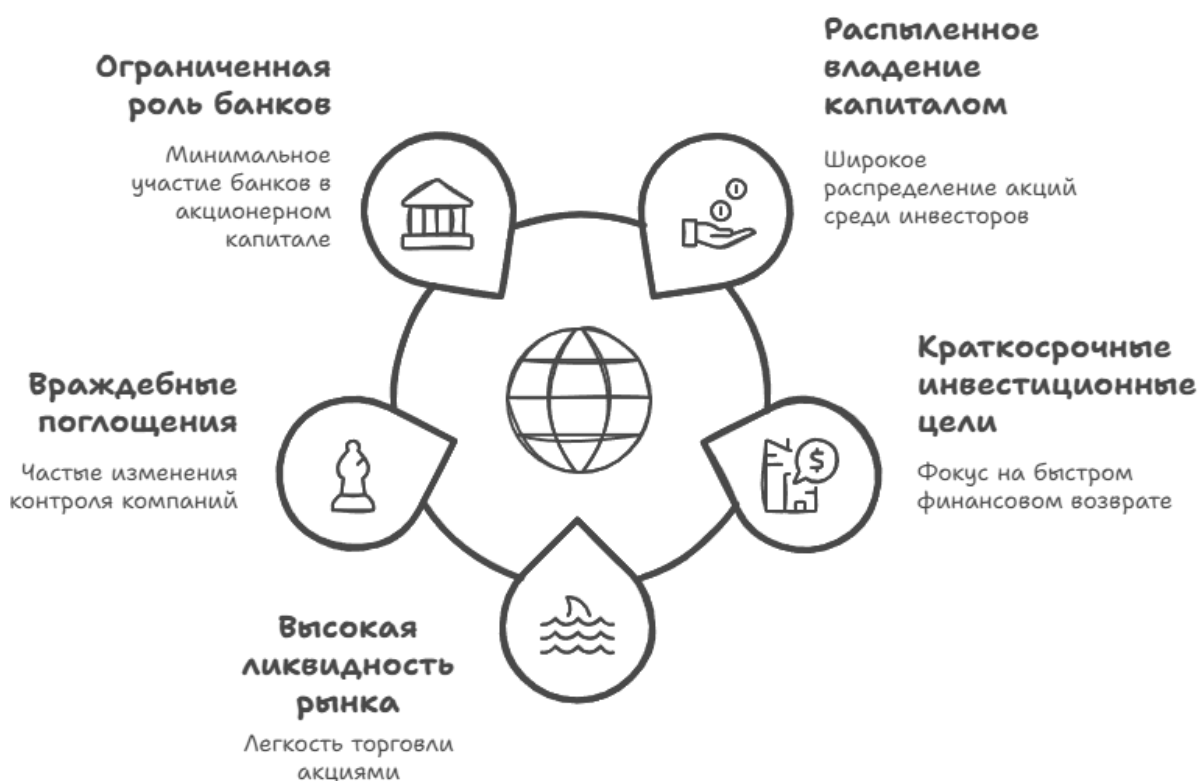 Ограниченная
роль банков
Минимальное
участие банков в
акционерном
капитале
Распыленное
владение
капиталом
Широкое
распределение акций
среди инвесторов
Враждебные
поглощения
Частые изменения
контроля компаний
Краткосрочные
инвестиционные
цели
Фокус на быстром
финансовом возврате
$
Высокая
ликвидность
рынка
Легкость торговли
акциями